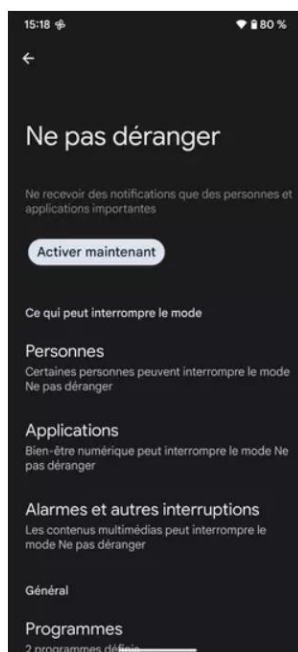 15:18 80 %
Ne pas déranger
Ne recevoir des notifications que des personnes et
applications importantes
Activer maintenant
Ce qui peut interrompre le mode
Personnes
Certaines personnes peuvent interrompre le mode
Ne pas déranger
Applications
Bien-être numérique peut interrompre le mode Ne
pas déranger
Alarmes et autres interruptions
Les contenus multimédias peut interrompre le
mode Ne pas déranger
Général
Programmes
2 programmes définis